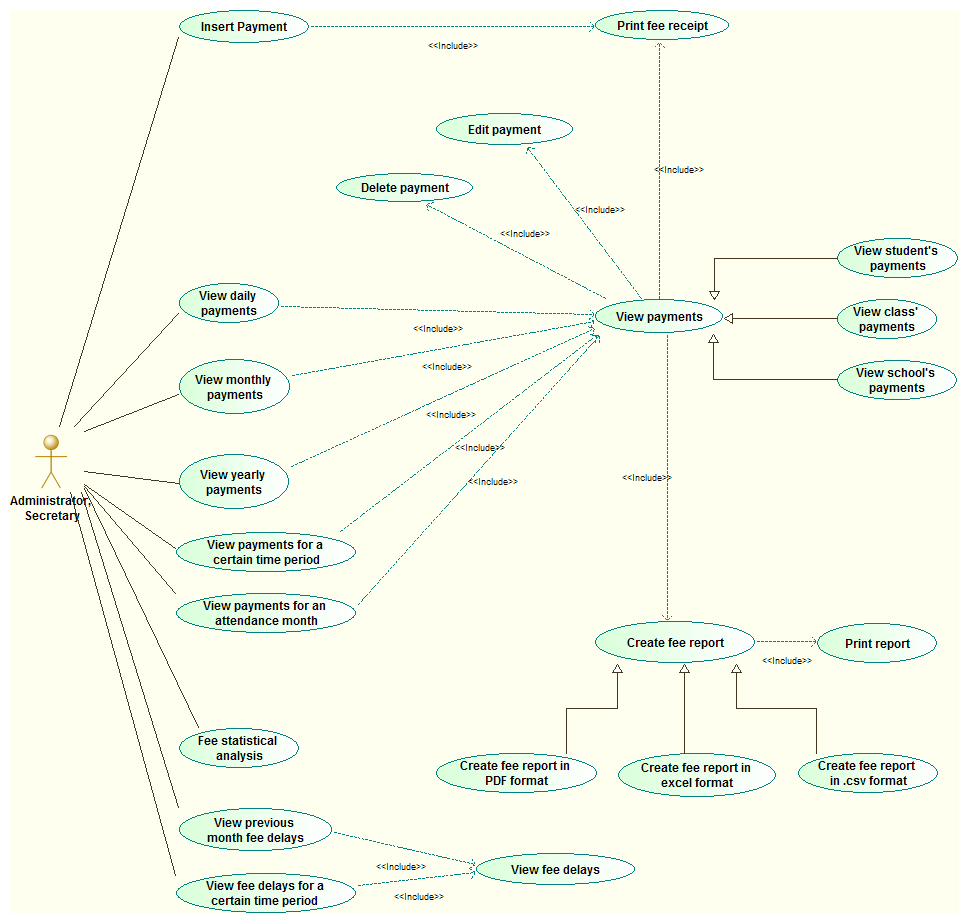 Insert Payment
Print fee receipt
<<Include>>
Edit payment
<<Include>>
Delete payment
<<Include>>
<<Include>>
View student's
payments
View daily
payments
View payments
View class'
payments
<<Include>>
View school's
payments
<<Include>>
View monthly
payments
<<Include>>
<<Include>>
View yearly
payments
<<Include>>
<<Include>>
Administrator,
Secretary
View payments for a
certain time period
View payments for an
attendance month
Create fee report
Print report
<<Include>>
Fee statistical
analysis
Create fee report in
PDF format
Create fee report in
excel format
Create fee report
in .csv format
View previous
month fee delays
<<Include>>
View fee delays
View fee delays for a
certain time period
<<Include>>